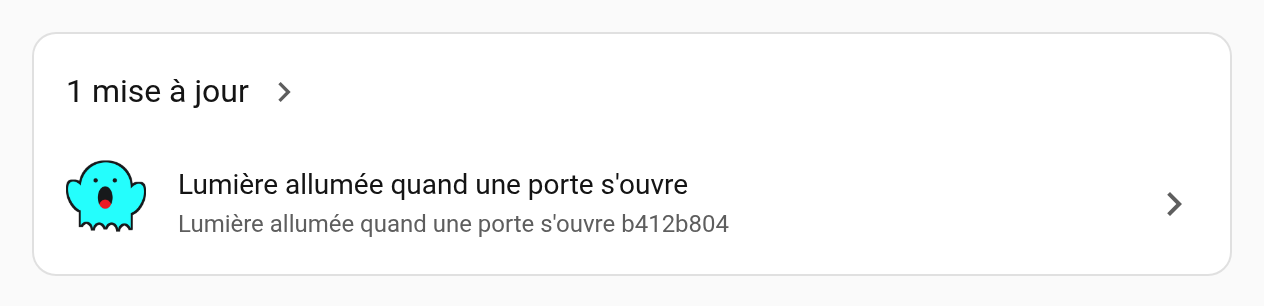 1 mise à jour
Lumière allumée quand une porte s'ouvre
Lumière allumée quand une porte s'ouvre b412b804